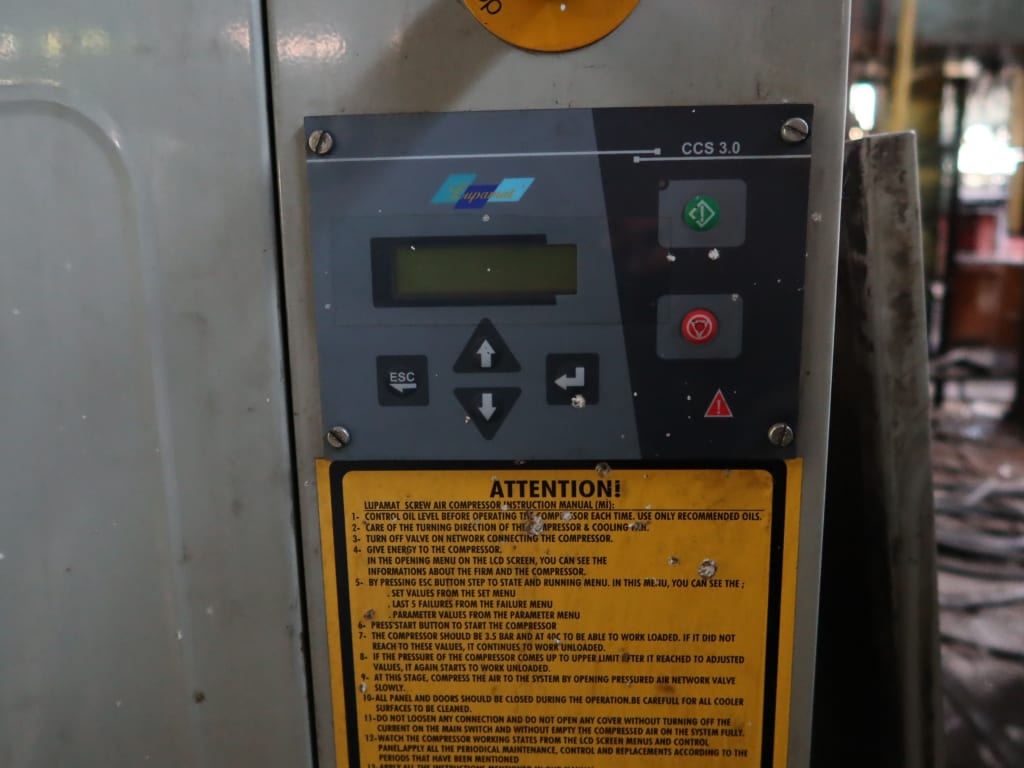 CCS 3.0
Lupamat
ESC
ATTENTION!
LUPAMAT SCREW AIR COMPRESSOR INSTRUCTION MANUAL (MI):
1- CONTROL OIL LEVEL BEFORE OPERATING THE COMPRESSOR EACH TIME. USE ONLY RECOMMENDED OILS.
2- CARE OF THE TURNING DIRECTION OF THE COMPRESSOR & COOLING FAN.
3- TURN OFF VALVE ON NETWORK CONNECTING THE COMPRESSOR.
4- GIVE ENERGY TO THE COMPRESSOR.
IN THE OPENING MENU ON THE LCD SCREEN, YOU CAN SEE THE
INFORMATIONS ABOUT THE FIRM AND THE COMPRESSOR.
5- BY PRESSING ESC BUTTON STEP TO STATE AND RUNNING MENU. IN THIS MENU, YOU CAN SEE THE ;
. SET VALUES FROM THE SET MENU
. LAST 5 FAILURES FROM THE FAILURE MENU
. PARAMETER VALUES FROM THE PARAMETER MENU
6- PRESS START BUTTON TO START THE COMPRESSOR
7- THE COMPRESSOR SHOULD BE 3.5 BAR AND AT 40C TO BE ABLE TO WORK LOADED. IF IT DID NOT
REACH TO THESE VALUES, IT CONTINUES TO WORK UNLOADED.
8- IF THE PRESSURE OF THE COMPRESSOR COMES UP TO UPPER LIMIT AFTER IT REACHED TO ADJUSTED
VALUES, IT AGAIN STARTS TO WORK UNLOADED.
9- AT THIS STAGE, COMPRESS THE AIR TO THE SYSTEM BY OPENING PRESSURED AIR NETWORK VALVE
SLOWLY.
10-ALL PANEL AND DOORS SHOULD BE CLOSED DURING THE OPERATION.BE CAREFULL FOR ALL COOLER
SURFACES TO BE CLEANED.
11-DO NOT LOOSEN ANY CONNECTION AND DO NOT OPEN ANY COVER WITHOUT TURNING OFF THE
CURRENT ON THE MAIN SWITCH AND WITHOUT EMPTY THE COMPRESSED AIR ON THE SYSTEM FULLY.
12-WATCH THE COMPRESSOR WORKING STATES FROM THE LCD SCREEN MENUS AND CONTROL
PANEL,APPLY ALL THE PERIODICAL MAINTENANCE, CONTROL AND REPLACEMENTS ACCORDING TO THE
PERIODS THAT HAVE BEEN MENTIONED